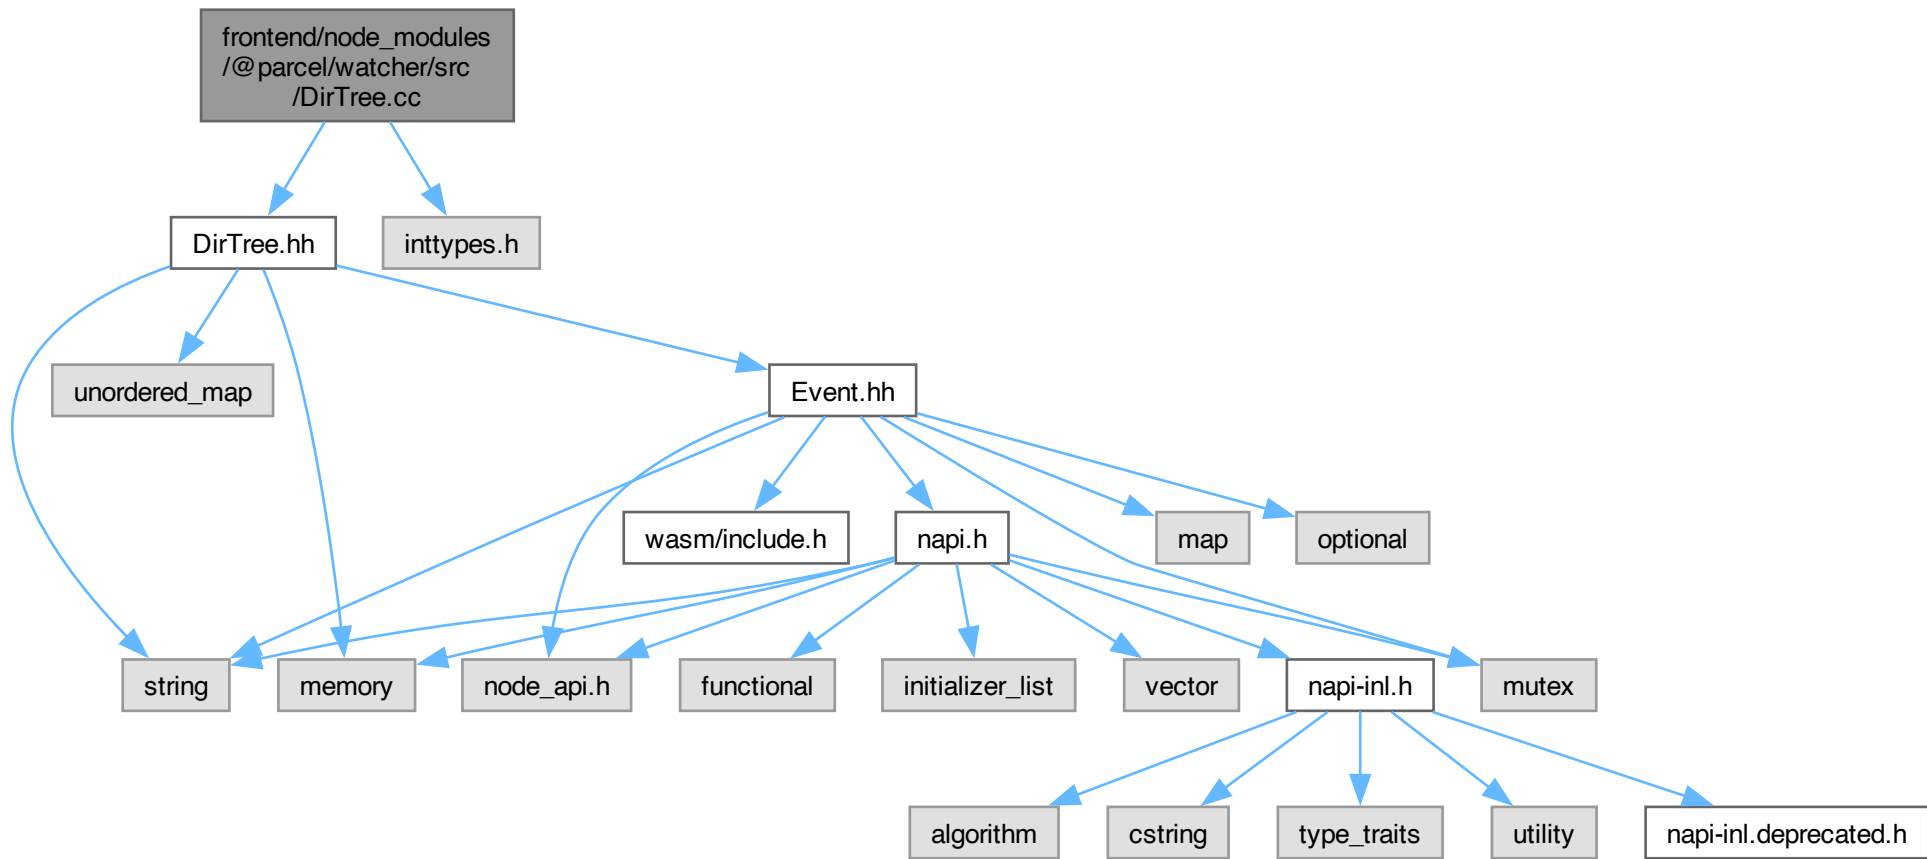 frontend/node_modules
/@parcel/watcher/src
/DirTree.cc
DirTree.hh
inttypes.h
unordered_map
Event.hh
wasm/include.h
napi.h
map
optional
string
memory
node_api.h
functional
initializer_list
vector
napi-inl.h
mutex
algorithm
cstring
type_traits
utility
napi-inl.deprecated.h